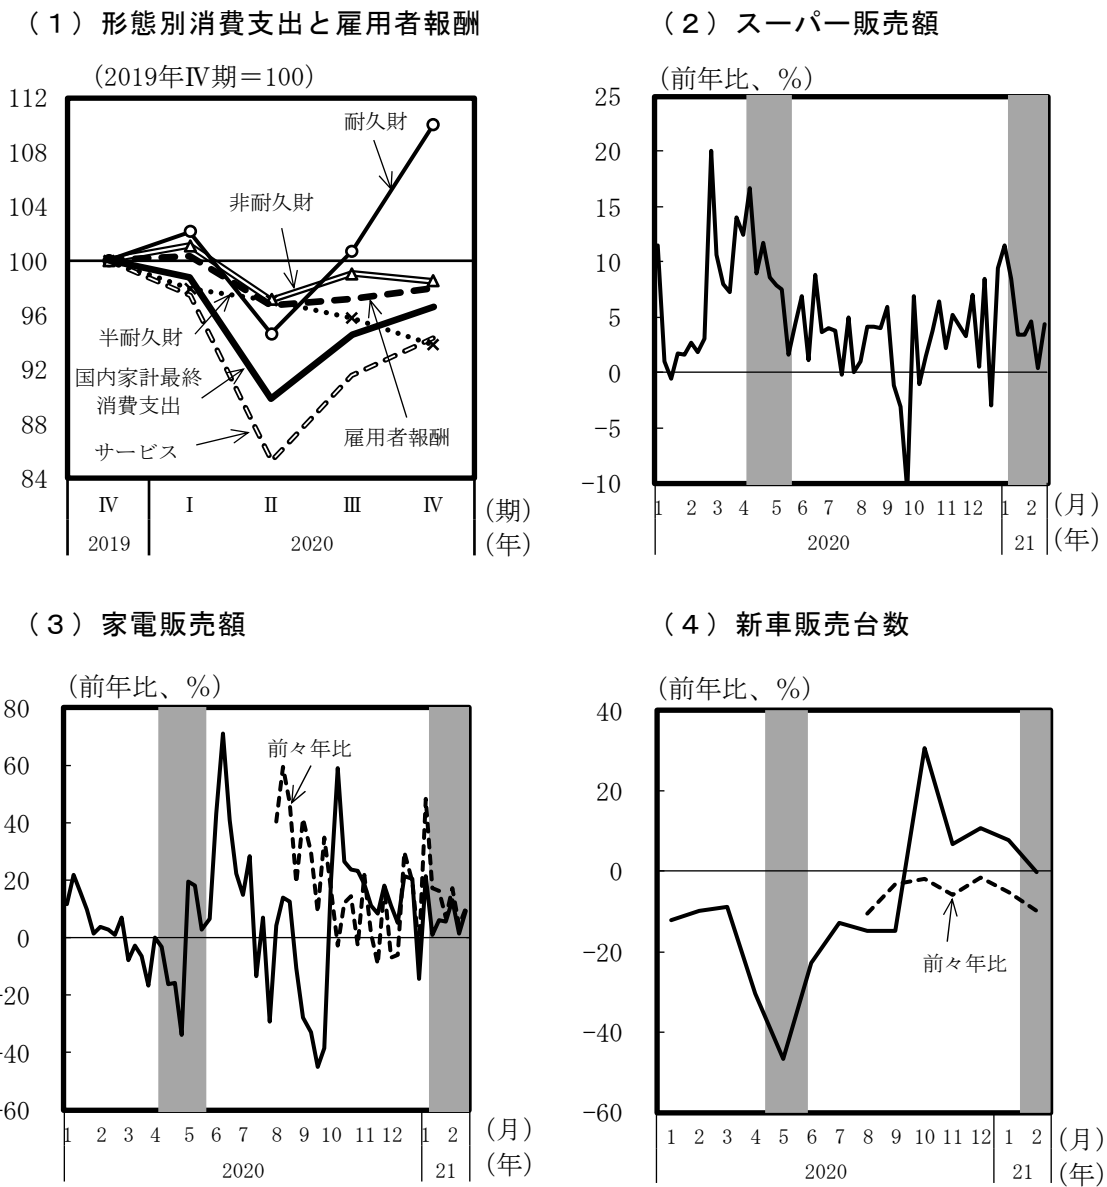 （１）形態別消費支出と雇用者報酬
（2019年Ⅳ期＝100）
112
108
104
100
96
92
88
84
耐久財
非耐久財
半耐久財
国内家計最終
消費支出
サービス
雇用者報酬
Ⅳ Ⅰ Ⅱ Ⅲ Ⅳ （期）
2019 2020 （年）
（２）スーパー販売額
（前年比、％）
25
20
15
10
5
0
−5
−10
1 2 3 4 5 6 7 8 9 10 11 12 1 2 （月）
2020 21 （年）
（３）家電販売額
（前年比、％）
80
60
40
20
0
−20
−40
−60
前々年比
1 2 3 4 5 6 7 8 9 10 11 12 1 2 （月）
2020 21 （年）
（４）新車販売台数
（前年比、％）
40
20
0
−20
−40
−60
前々年比
1 2 3 4 5 6 7 8 9 10 11 12 1 2 （月）
2020 21 （年）